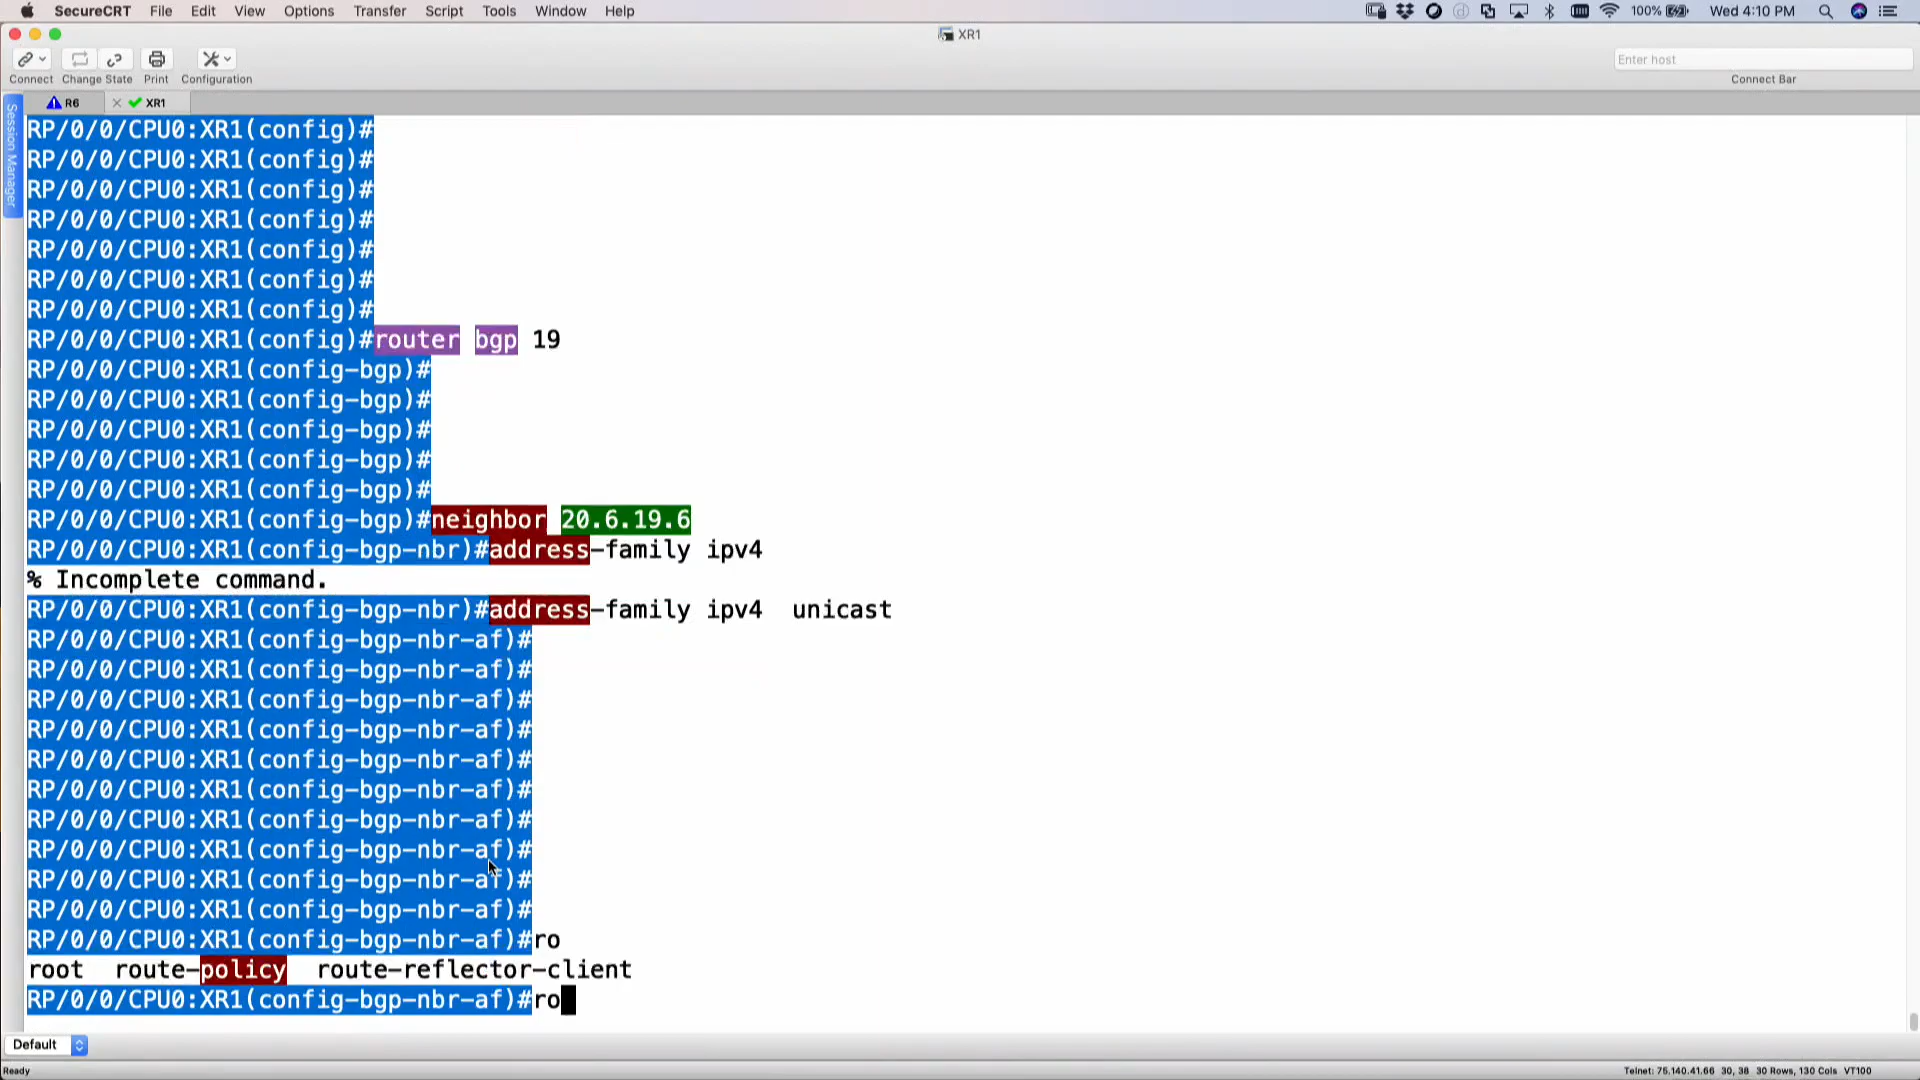 SecureCRT File Edit View Options Transfer Script Tools Window Help 100% Wed 4:10 PM
XR1
Enter host
Connect Change State Print Configuration Connect Bar
R6 XR1
Session Manager
RP/0/0/CPU0:XR1(config)#
RP/0/0/CPU0:XR1(config)#
RP/0/0/CPU0:XR1(config)#
RP/0/0/CPU0:XR1(config)#
RP/0/0/CPU0:XR1(config)#
RP/0/0/CPU0:XR1(config)#
RP/0/0/CPU0:XR1(config)#
RP/0/0/CPU0:XR1(config)#router bgp 19
RP/0/0/CPU0:XR1(config-bgp)#
RP/0/0/CPU0:XR1(config-bgp)#
RP/0/0/CPU0:XR1(config-bgp)#
RP/0/0/CPU0:XR1(config-bgp)#
RP/0/0/CPU0:XR1(config-bgp)#
RP/0/0/CPU0:XR1(config-bgp)#neighbor 20.6.19.6
RP/0/0/CPU0:XR1(config-bgp-nbr)#address-family ipv4
% Incomplete command.
RP/0/0/CPU0:XR1(config-bgp-nbr)#address-family ipv4  unicast
RP/0/0/CPU0:XR1(config-bgp-nbr-af)#
RP/0/0/CPU0:XR1(config-bgp-nbr-af)#
RP/0/0/CPU0:XR1(config-bgp-nbr-af)#
RP/0/0/CPU0:XR1(config-bgp-nbr-af)#
RP/0/0/CPU0:XR1(config-bgp-nbr-af)#
RP/0/0/CPU0:XR1(config-bgp-nbr-af)#
RP/0/0/CPU0:XR1(config-bgp-nbr-af)#
RP/0/0/CPU0:XR1(config-bgp-nbr-af)#
RP/0/0/CPU0:XR1(config-bgp-nbr-af)#
RP/0/0/CPU0:XR1(config-bgp-nbr-af)#
RP/0/0/CPU0:XR1(config-bgp-nbr-af)#ro
root  route-policy  route-reflector-client
RP/0/0/CPU0:XR1(config-bgp-nbr-af)#ro
Default
Ready Telnet: 75.140.41.66 30, 38 30 Rows, 130 Cols VT100